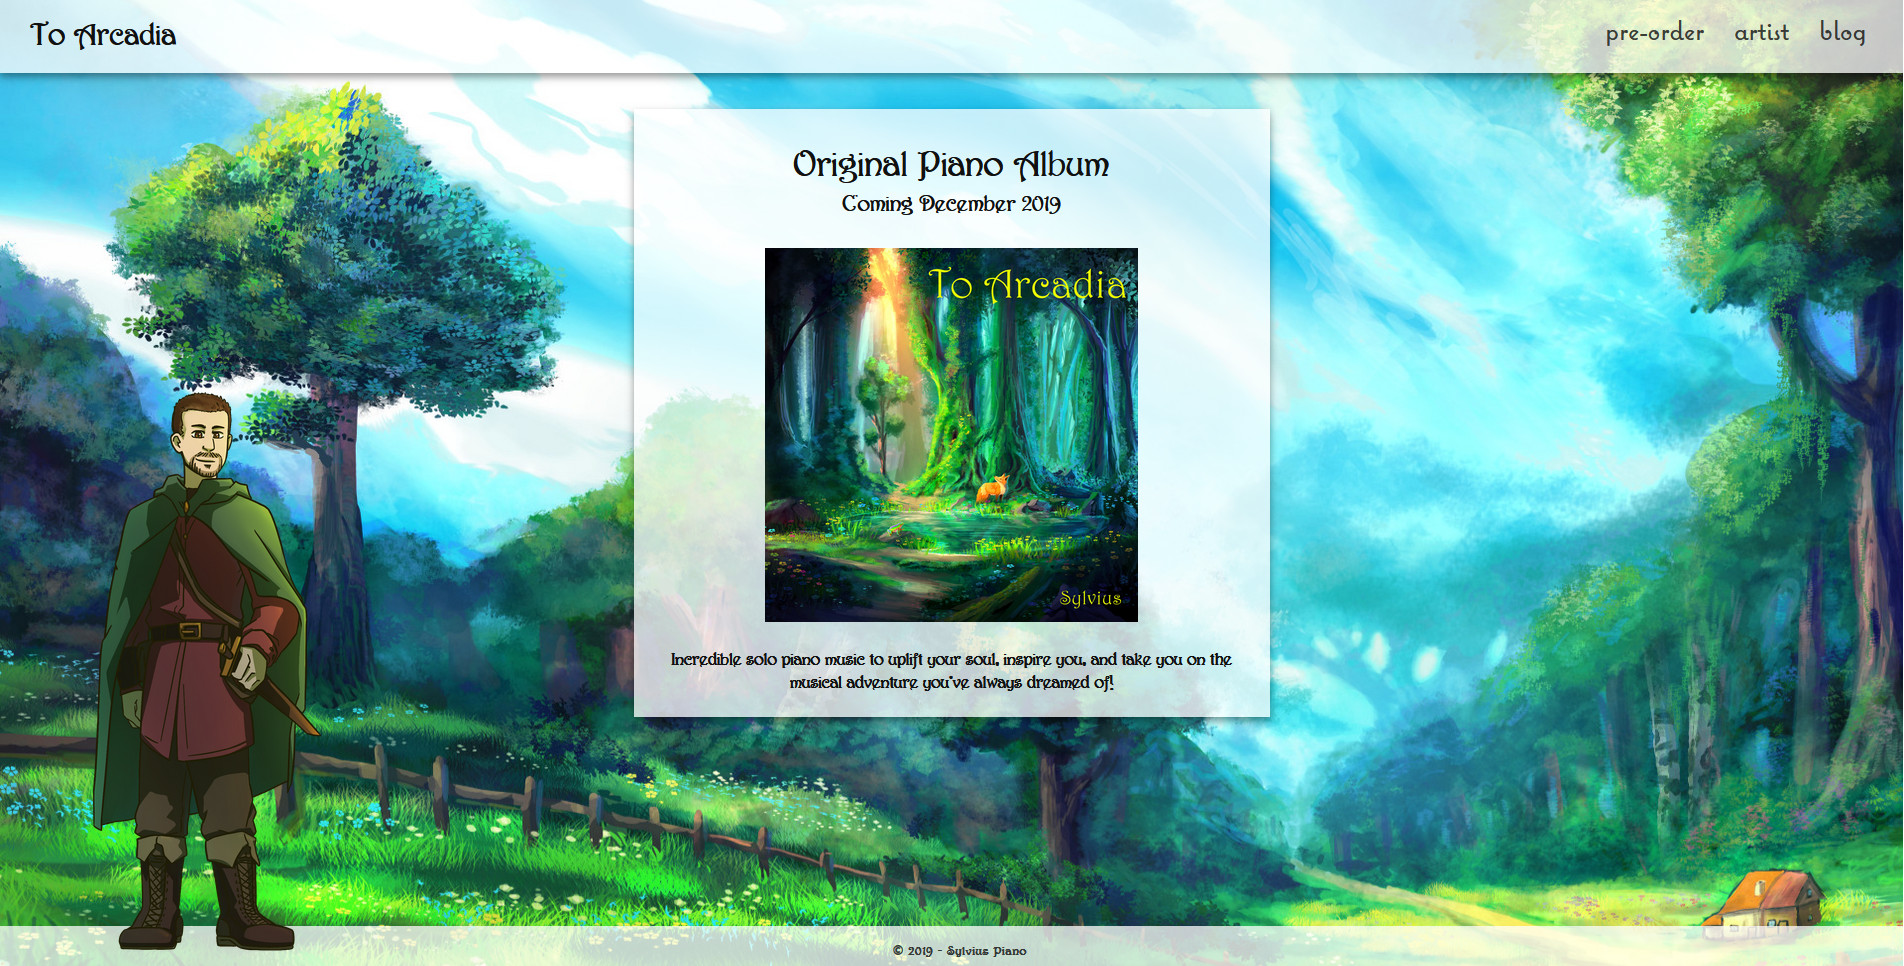 To Arcadia
pre-order artist blog
Original Piano Album
Coming December 2019
To Arcadia
Sylvius
Incredible solo piano music to uplift your soul, inspire you, and take you on the
musical adventure you've always dreamed of!
© 2019 - Sylvius Piano